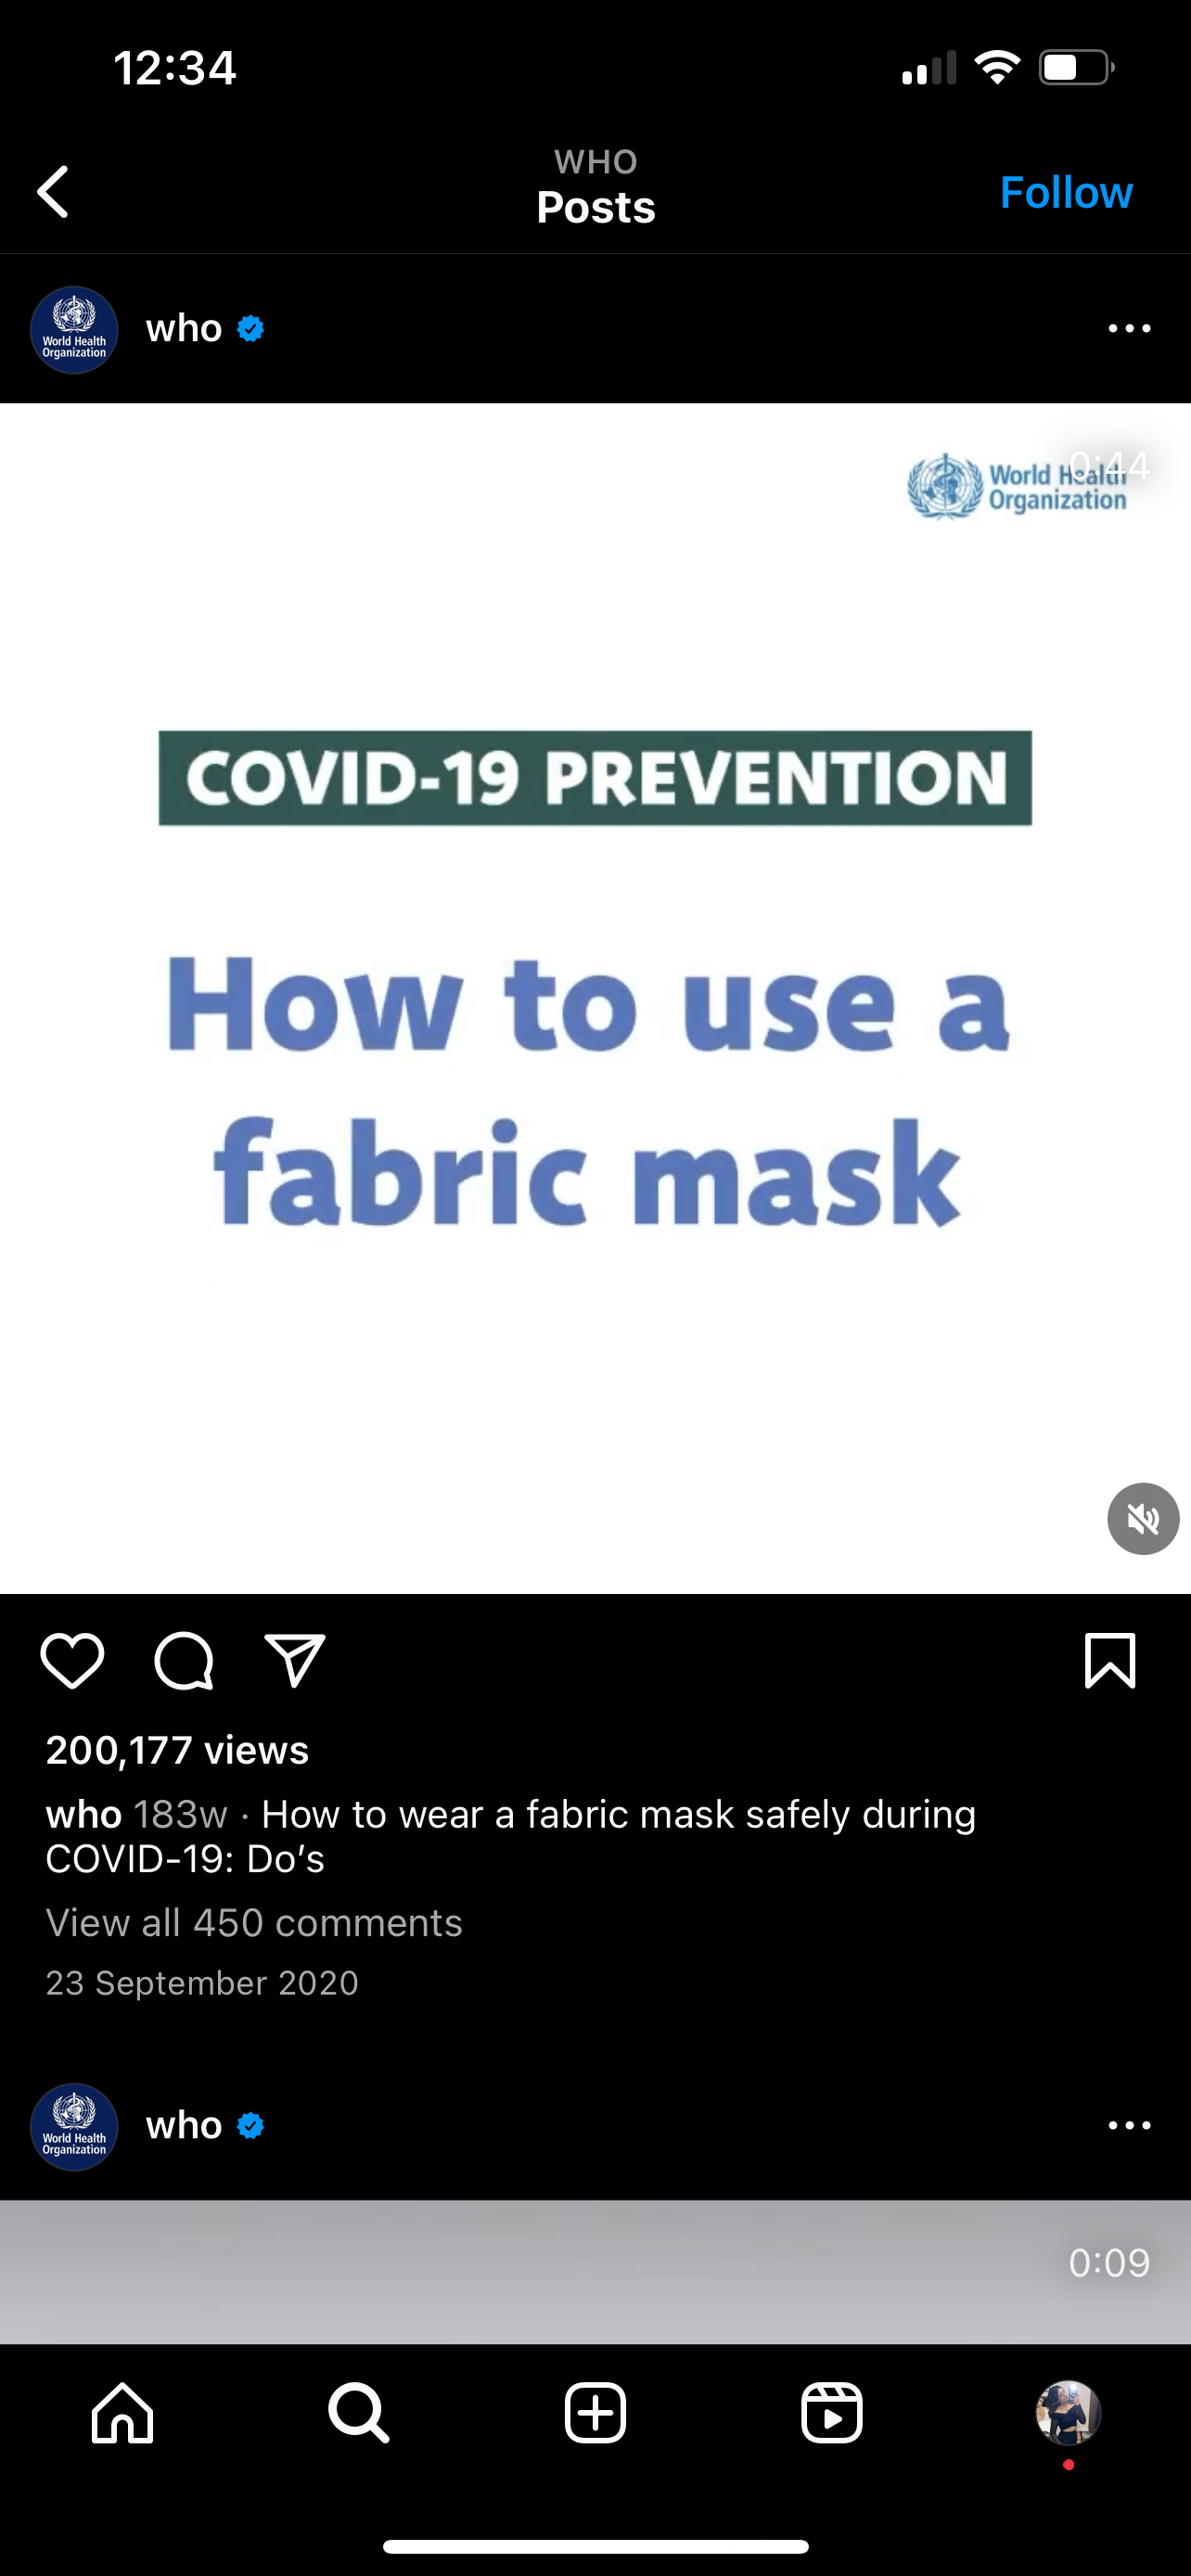 12:34
WHO
Posts
Follow
World Health
Organization
who
0:44
World Health
Organization
COVID-19 PREVENTION
How to use a
fabric mask
200,177 views
who 183w · How to wear a fabric mask safely during
COVID-19: Do’s
View all 450 comments
23 September 2020
World Health
Organization
who
0:09